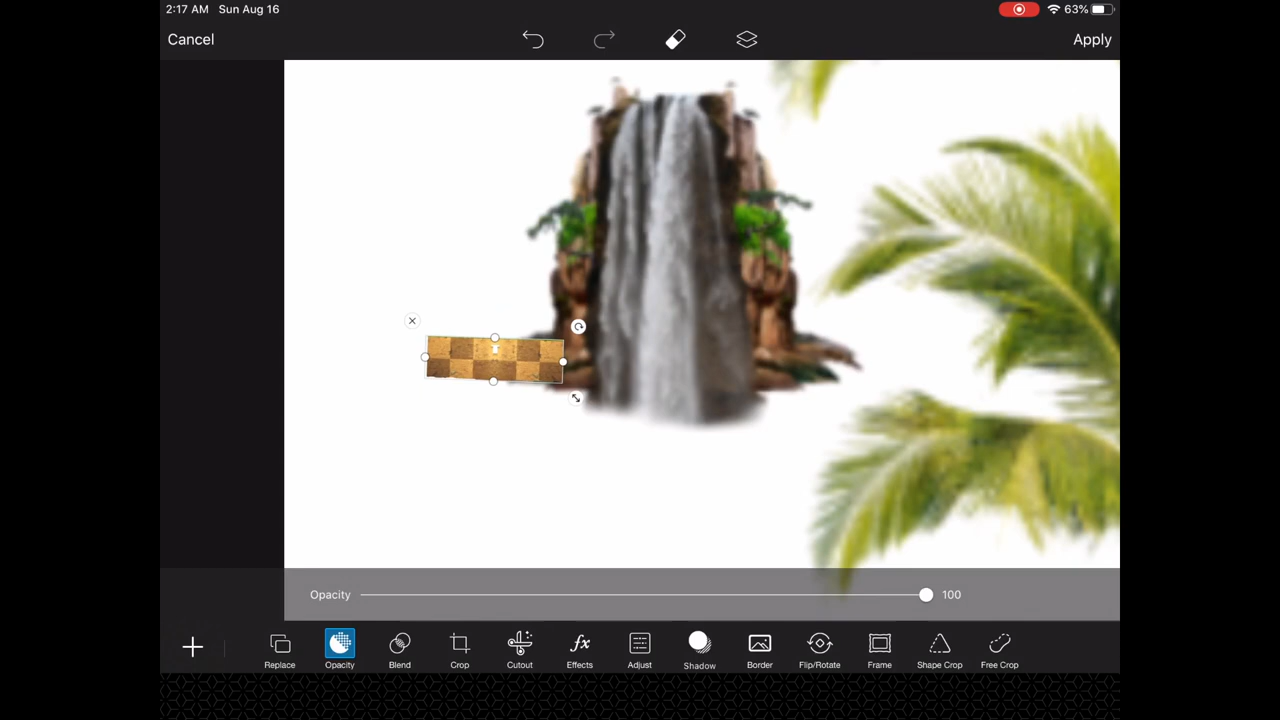 2:17 AM Sun Aug 16
63%
Cancel
Apply
Opacity 100
Replace
Opacity
Blend
Crop
Cutout
fx
Effects
Adjust
Shadow
Border
Flip/Rotate
Frame
Shape Crop
Free Crop